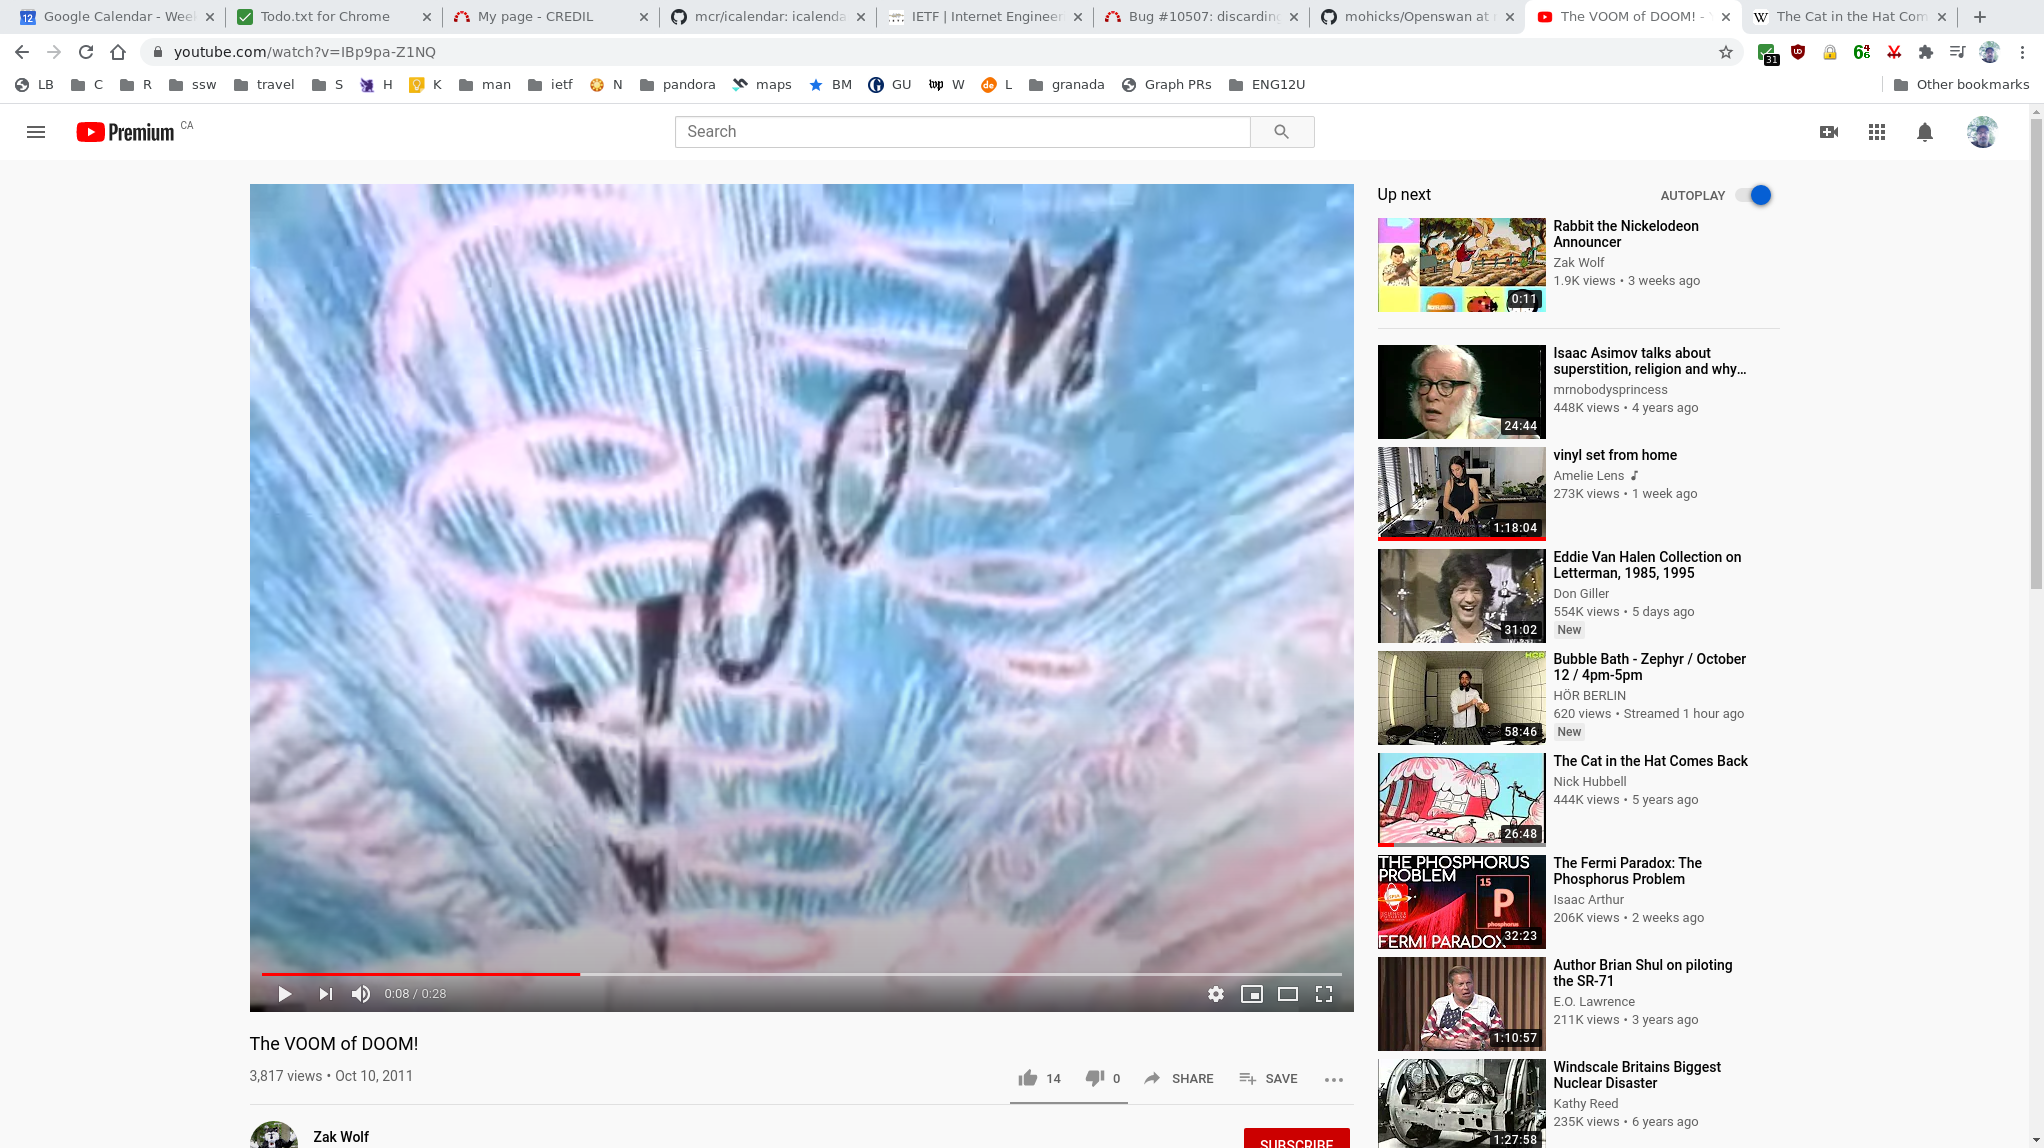 Google Calendar - Wee
Todo.txt for Chrome
My page - CREDIL
mcr/icalendar: icalenda
IETF | Internet Engineer
Bug #10507: discarding
mohicks/Openswan at
The VOOM of DOOM! -
The Cat in the Hat Com
youtube.com/watch?v=IBp9pa-Z1NQ
31
LB C R ssw travel S H K man ietf N pandora maps BM GU wp W de L granada Graph PRs ENG12U Other bookmarks
Premium CA
Search
VOOM
0:08 / 0:28
The VOOM of DOOM!
3,817 views • Oct 10, 2011
14 0 SHARE SAVE
Zak Wolf
SUBSCRIBE
Up next
AUTOPLAY
Rabbit the Nickelodeon
Announcer
Zak Wolf
1.9K views • 3 weeks ago
0:11
Isaac Asimov talks about
superstition, religion and why…
mrnobodysprincess
448K views • 4 years ago
24:44
vinyl set from home
Amelie Lens
273K views • 1 week ago
1:18:04
Eddie Van Halen Collection on
Letterman, 1985, 1995
Don Giller
554K views • 5 days ago
New
31:02
Bubble Bath - Zephyr / October
12 / 4pm-5pm
HÖR BERLIN
620 views • Streamed 1 hour ago
New
58:46
The Cat in the Hat Comes Back
Nick Hubbell
444K views • 5 years ago
26:48
THE PHOSPHORUS
PROBLEM
15
P
phosphorus
FERMI PARADOX
32:23
The Fermi Paradox: The
Phosphorus Problem
Isaac Arthur
206K views • 2 weeks ago
Author Brian Shul on piloting
the SR-71
E.O. Lawrence
211K views • 3 years ago
1:10:57
Windscale Britains Biggest
Nuclear Disaster
Kathy Reed
235K views • 6 years ago
1:27:58